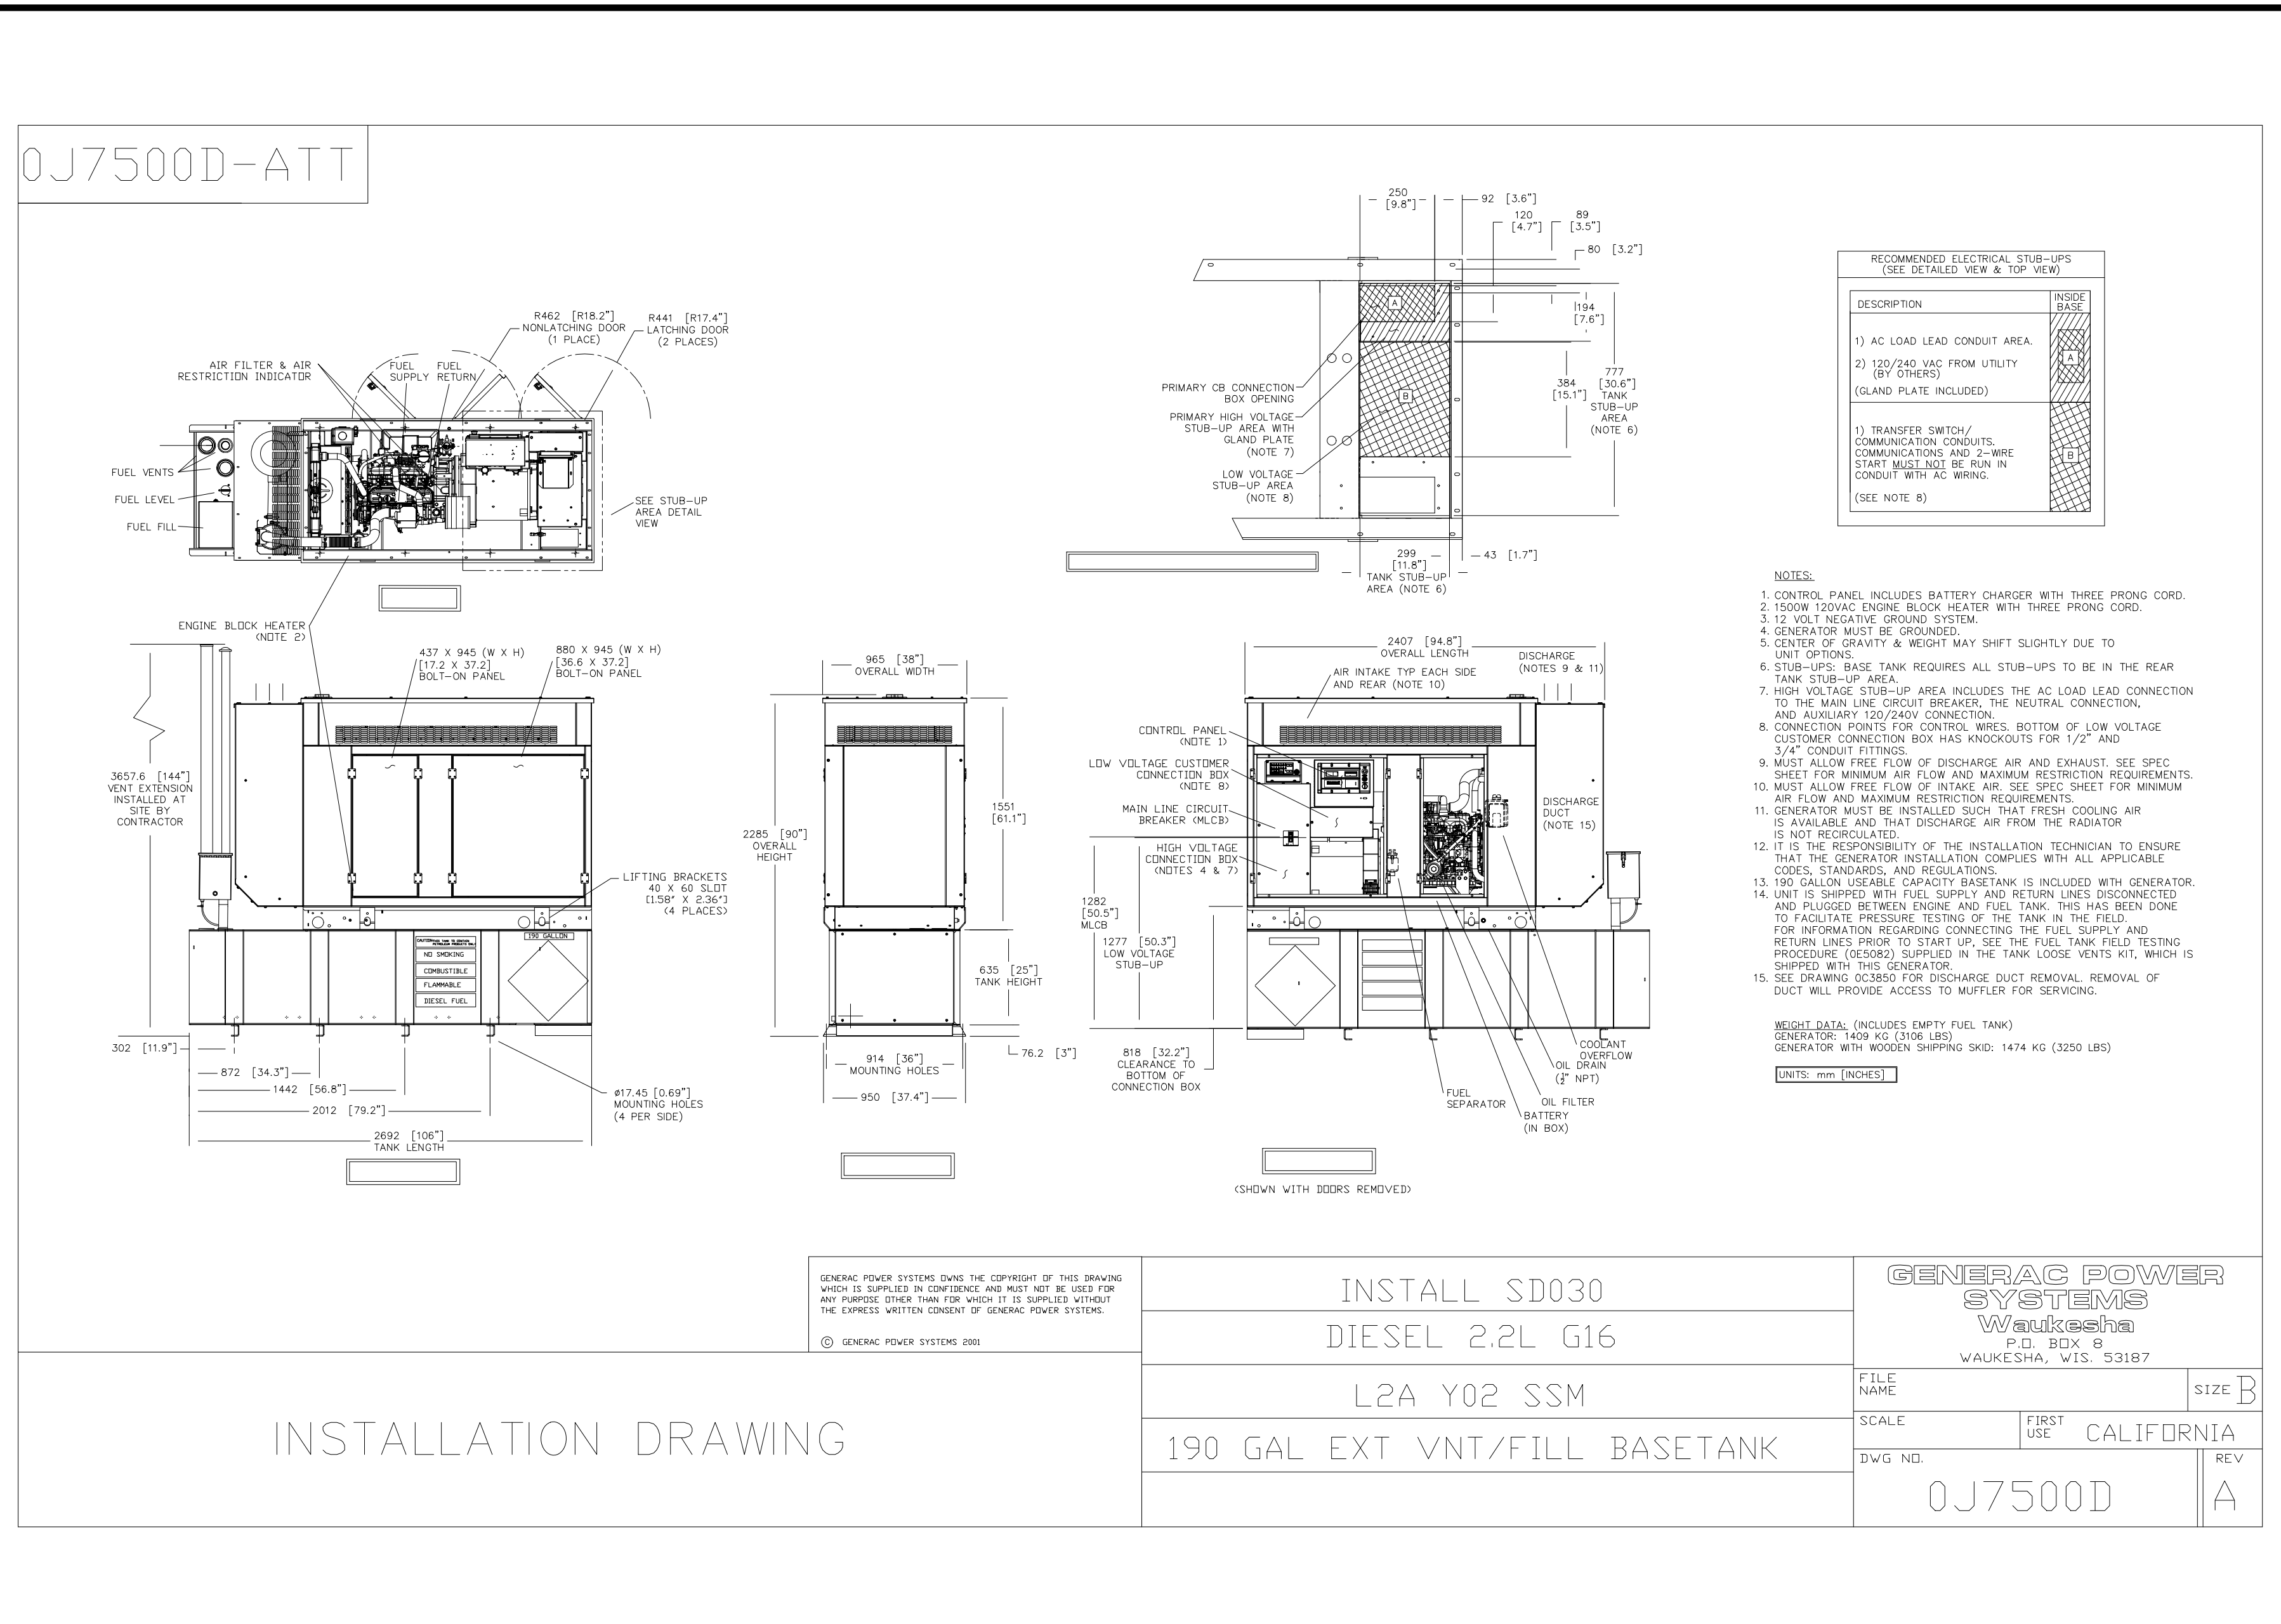 0J7500D-ATT
250
[9.8"]
92 [3.6"]
120
[4.7"]
89
[3.5"]
80 [3.2"]
194
[7.6"]
384
[15.1"]
777
[30.6"]
TANK
STUB-UP
AREA
(NOTE 6)
PRIMARY CB CONNECTION
BOX OPENING
PRIMARY HIGH VOLTAGE
STUB-UP AREA WITH
GLAND PLATE
(NOTE 7)
LOW VOLTAGE
STUB-UP AREA
(NOTE 8)
A
B
299
[11.8"]
TANK STUB-UP
AREA (NOTE 6)
43 [1.7"]
R462 [R18.2"]
NONLATCHING DOOR
(1 PLACE)
R441 [R17.4"]
LATCHING DOOR
(2 PLACES)
AIR FILTER & AIR
RESTRICTION INDICATOR
FUEL
SUPPLY
FUEL
RETURN
FUEL VENTS
FUEL LEVEL
FUEL FILL
SEE STUB-UP
AREA DETAIL
VIEW
ENGINE BLOCK HEATER
(NOTE 2)
RECOMMENDED ELECTRICAL STUB-UPS
(SEE DETAILED VIEW & TOP VIEW)
DESCRIPTION
INSIDE
BASE
1) AC LOAD LEAD CONDUIT AREA.
2) 120/240 VAC FROM UTILITY
(BY OTHERS)
(GLAND PLATE INCLUDED)
A
1) TRANSFER SWITCH/
COMMUNICATION CONDUITS.
COMMUNICATIONS AND 2-WIRE
START MUST NOT BE RUN IN
CONDUIT WITH AC WIRING.
(SEE NOTE 8)
B
437 X 945 (W X H)
[17.2 X 37.2]
BOLT-ON PANEL
880 X 945 (W X H)
[36.6 X 37.2]
BOLT-ON PANEL
3657.6 [144"]
VENT EXTENSION
INSTALLED AT
SITE BY
CONTRACTOR
LIFTING BRACKETS
40 X 60 SLOT
[1.58" X 2.36"]
(4 PLACES)
190 GALLON
NO SMOKING
COMBUSTIBLE
FLAMMABLE
DIESEL FUEL
302 [11.9"]
872 [34.3"]
1442 [56.8"]
2012 [79.2"]
2692 [106"]
TANK LENGTH
ø17.45 [0.69"]
MOUNTING HOLES
(4 PER SIDE)
965 [38"]
OVERALL WIDTH
2285 [90"]
OVERALL
HEIGHT
1551
[61.1"]
635 [25"]
TANK HEIGHT
76.2 [3"]
914 [36"]
MOUNTING HOLES
950 [37.4"]
2407 [94.8"]
OVERALL LENGTH
DISCHARGE
(NOTES 9 & 11)
AIR INTAKE TYP EACH SIDE
AND REAR (NOTE 10)
CONTROL PANEL
(NOTE 1)
LOW VOLTAGE CUSTOMER
CONNECTION BOX
(NOTE 8)
MAIN LINE CIRCUIT
BREAKER (MLCB)
HIGH VOLTAGE
CONNECTION BOX
(NOTES 4 & 7)
DISCHARGE
DUCT
(NOTE 15)
1282
[50.5"]
MLCB
1277 [50.3"]
LOW VOLTAGE
STUB-UP
818 [32.2"]
CLEARANCE TO
BOTTOM OF
CONNECTION BOX
COOLANT
OVERFLOW
OIL DRAIN
(½" NPT)
OIL FILTER
BATTERY
(IN BOX)
FUEL
SEPARATOR
(SHOWN WITH DOORS REMOVED)
NOTES:
1. CONTROL PANEL INCLUDES BATTERY CHARGER WITH THREE PRONG CORD.
2. 1500W 120VAC ENGINE BLOCK HEATER WITH THREE PRONG CORD.
3. 12 VOLT NEGATIVE GROUND SYSTEM.
4. GENERATOR MUST BE GROUNDED.
5. CENTER OF GRAVITY & WEIGHT MAY SHIFT SLIGHTLY DUE TO
UNIT OPTIONS.
6. STUB-UPS: BASE TANK REQUIRES ALL STUB-UPS TO BE IN THE REAR
TANK STUB-UP AREA.
7. HIGH VOLTAGE STUB-UP AREA INCLUDES THE AC LOAD LEAD CONNECTION
TO THE MAIN LINE CIRCUIT BREAKER, THE NEUTRAL CONNECTION,
AND AUXILIARY 120/240V CONNECTION.
8. CONNECTION POINTS FOR CONTROL WIRES. BOTTOM OF LOW VOLTAGE
CUSTOMER CONNECTION BOX HAS KNOCKOUTS FOR 1/2" AND
3/4" CONDUIT FITTINGS.
9. MUST ALLOW FREE FLOW OF DISCHARGE AIR AND EXHAUST. SEE SPEC
SHEET FOR MINIMUM AIR FLOW AND MAXIMUM RESTRICTION REQUIREMENTS.
10. MUST ALLOW FREE FLOW OF INTAKE AIR. SEE SPEC SHEET FOR MINIMUM
AIR FLOW AND MAXIMUM RESTRICTION REQUIREMENTS.
11. GENERATOR MUST BE INSTALLED SUCH THAT FRESH COOLING AIR
IS AVAILABLE AND THAT DISCHARGE AIR FROM THE RADIATOR
IS NOT RECIRCULATED.
12. IT IS THE RESPONSIBILITY OF THE INSTALLATION TECHNICIAN TO ENSURE
THAT THE GENERATOR INSTALLATION COMPLIES WITH ALL APPLICABLE
CODES, STANDARDS, AND REGULATIONS.
13. 190 GALLON USEABLE CAPACITY BASETANK IS INCLUDED WITH GENERATOR.
14. UNIT IS SHIPPED WITH FUEL SUPPLY AND RETURN LINES DISCONNECTED
AND PLUGGED BETWEEN ENGINE AND FUEL TANK. THIS HAS BEEN DONE
TO FACILITATE PRESSURE TESTING OF THE TANK IN THE FIELD.
FOR INFORMATION REGARDING CONNECTING THE FUEL SUPPLY AND
RETURN LINES PRIOR TO START UP, SEE THE FUEL TANK FIELD TESTING
PROCEDURE (0E5082) SUPPLIED IN THE TANK LOOSE VENTS KIT, WHICH IS
SHIPPED WITH THIS GENERATOR.
15. SEE DRAWING 0C3850 FOR DISCHARGE DUCT REMOVAL. REMOVAL OF
DUCT WILL PROVIDE ACCESS TO MUFFLER FOR SERVICING.
WEIGHT DATA: (INCLUDES EMPTY FUEL TANK)
GENERATOR: 1409 KG (3106 LBS)
GENERATOR WITH WOODEN SHIPPING SKID: 1474 KG (3250 LBS)
UNITS: mm [INCHES]
GENERAC POWER SYSTEMS OWNS THE COPYRIGHT OF THIS DRAWING
WHICH IS SUPPLIED IN CONFIDENCE AND MUST NOT BE USED FOR
ANY PURPOSE OTHER THAN FOR WHICH IT IS SUPPLIED WITHOUT
THE EXPRESS WRITTEN CONSENT OF GENERAC POWER SYSTEMS.
© GENERAC POWER SYSTEMS 2001
INSTALLATION DRAWING
INSTALL SD030
DIESEL 2.2L G16
L2A Y02 SSM
190 GAL EXT VNT/FILL BASETANK
GENERAC POWER
SYSTEMS
Waukesha
P.O. BOX 8
WAUKESHA, WIS. 53187
FILE
NAME
SIZE B
SCALE
FIRST
USE CALIFORNIA
DWG NO.
0J7500D
REV
A